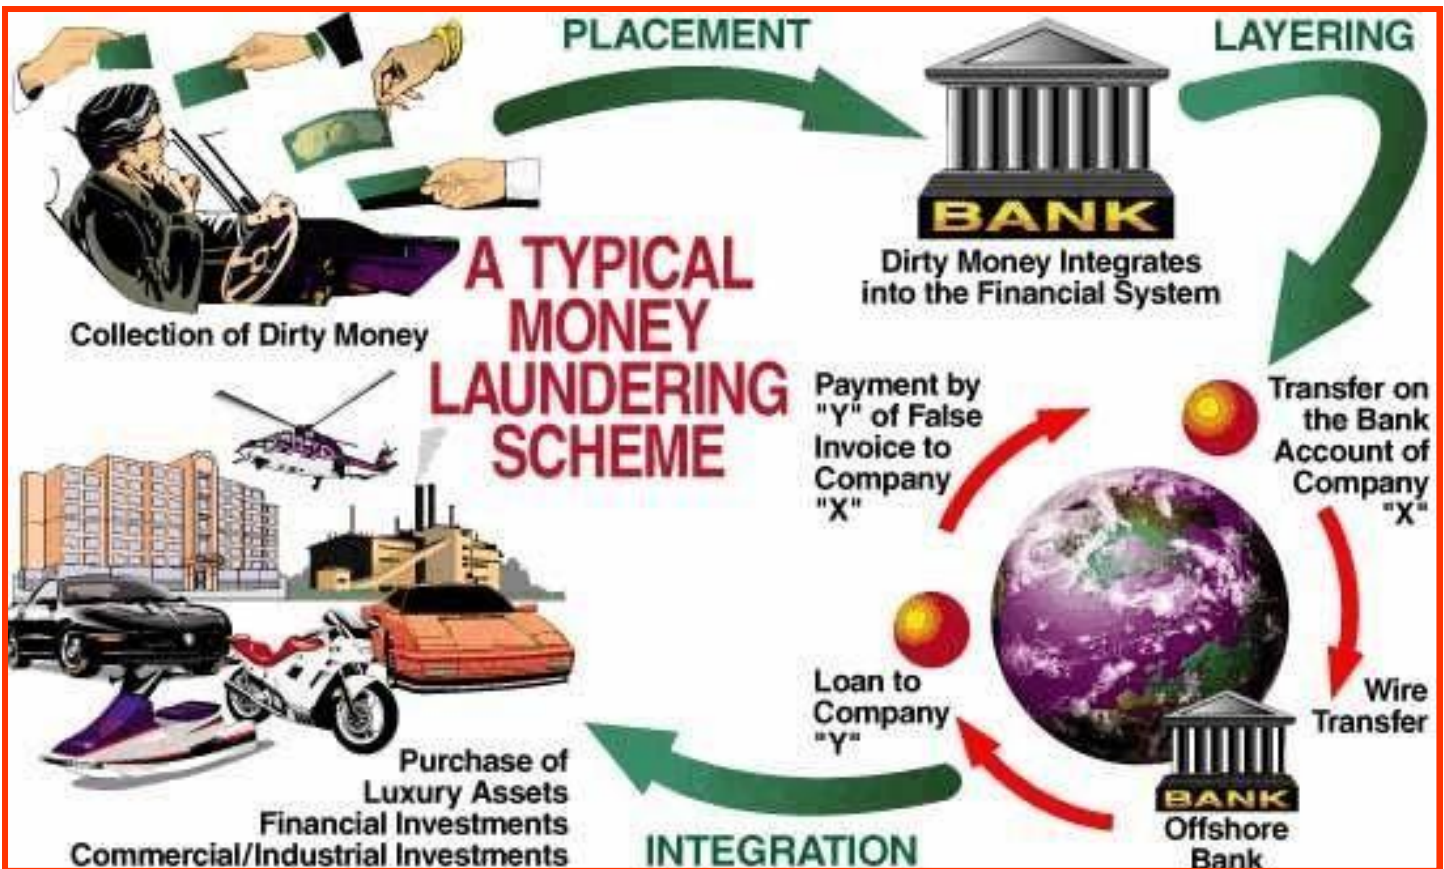 PLACEMENT
LAYERING
BANK
Dirty Money Integrates
into the Financial System
Collection of Dirty Money
A TYPICAL
MONEY
LAUNDERING
SCHEME
Payment by
"Y" of False
Invoice to
Company
"X"
Transfer on
the Bank
Account of
Company
"X"
Wire
Transfer
Loan to
Company
"Y"
BANK
Offshore
Bank
Purchase of
Luxury Assets
Financial Investments
Commercial/Industrial Investments
INTEGRATION